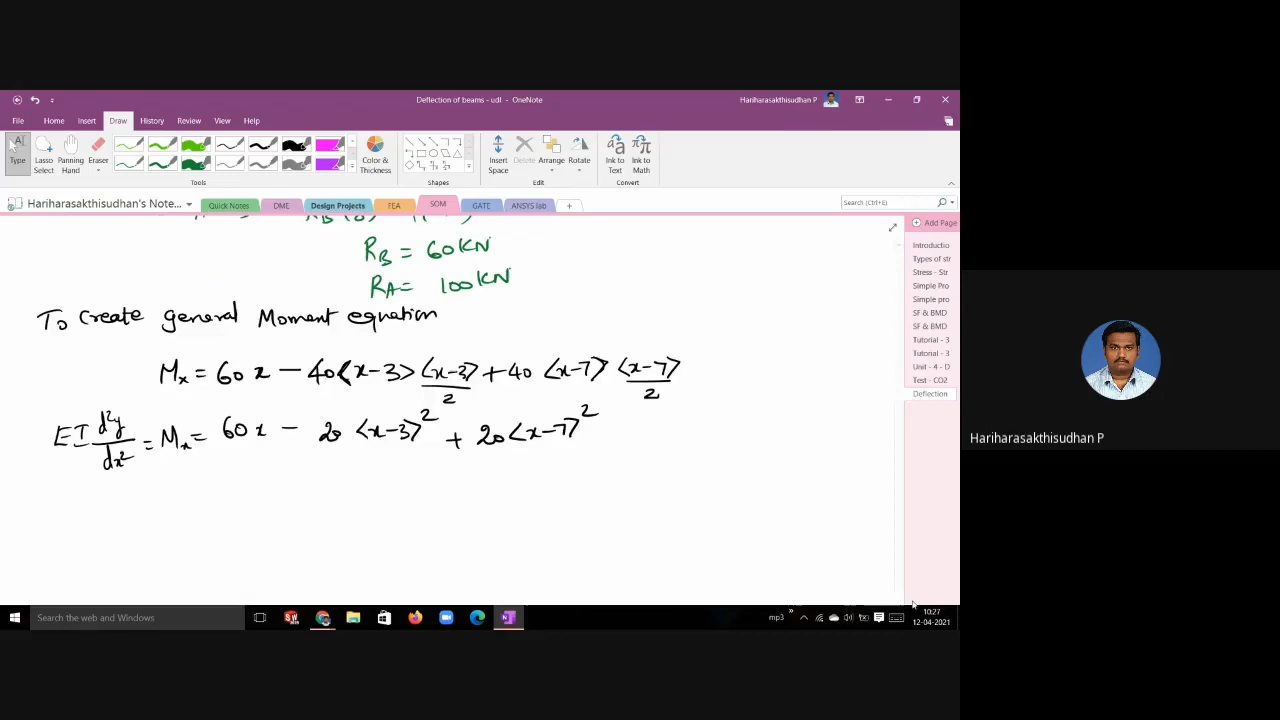 Deflection of beams - udl - OneNote
Hariharasakthisudhan P
File Home Insert Draw History Review View Help
Type
Lasso Select
Panning Hand
Eraser
Color & Thickness
Insert Space
Delete
Arrange
Rotate
Ink to Text
Ink to Math
Tools Shapes Edit Convert
Hariharasakthisudhan's Note...
Quick Notes DME Design Projects FEA SOM GATE ANSYS lab +
Search (Ctrl+E)
Add Page
Introductio
Types of str
Stress - Str
Simple Pro
Simple pro
SF & BMD
SF & BMD
Tutorial - 3
Tutorial - 3
Unit - 4 - D
Test - CO2
Deflection
R_B = 60 KN
R_A = 100 KN
To create general Moment equation
M_x = 60x - 40<x-3> <x-3>/2 + 40 <x-7> <x-7>/2
EI d²y/dx² = M_x = 60x - 20 <x-3>² + 20<x-7>²
Search the web and Windows
mp3
10:27
12-04-2021
Hariharasakthisudhan P